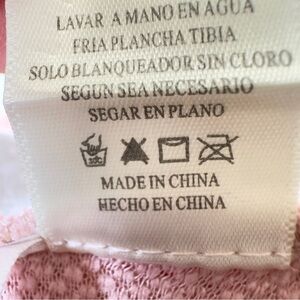 LAVAR A MANO EN AGUA
FRIA PLANCHA TIBIA
SOLO BLANQUEADOR SIN CLORO
SEGUN SEA NECESARIO
SEGAR EN PLANO
MADE IN CHINA
HECHO EN CHINA